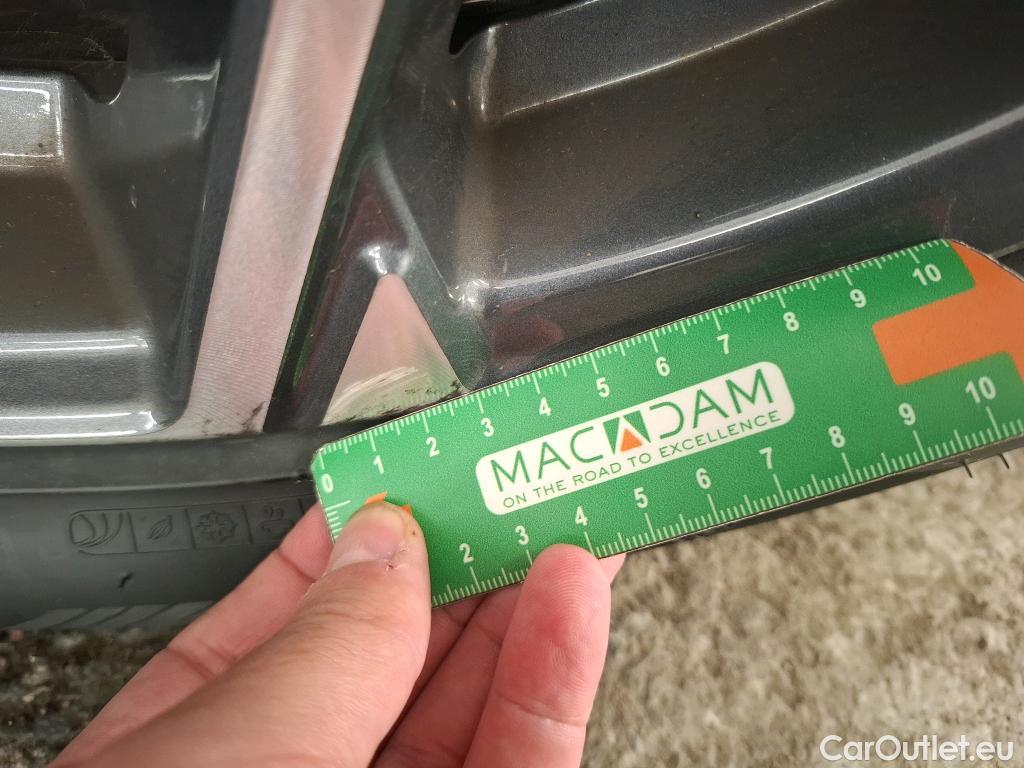 0 1 2 3 4 5 6 7 8 9 10
MACADAM
ON THE ROAD TO EXCELLENCE
2 3 4 5 6 7 8 9 10
CarOutlet.eu